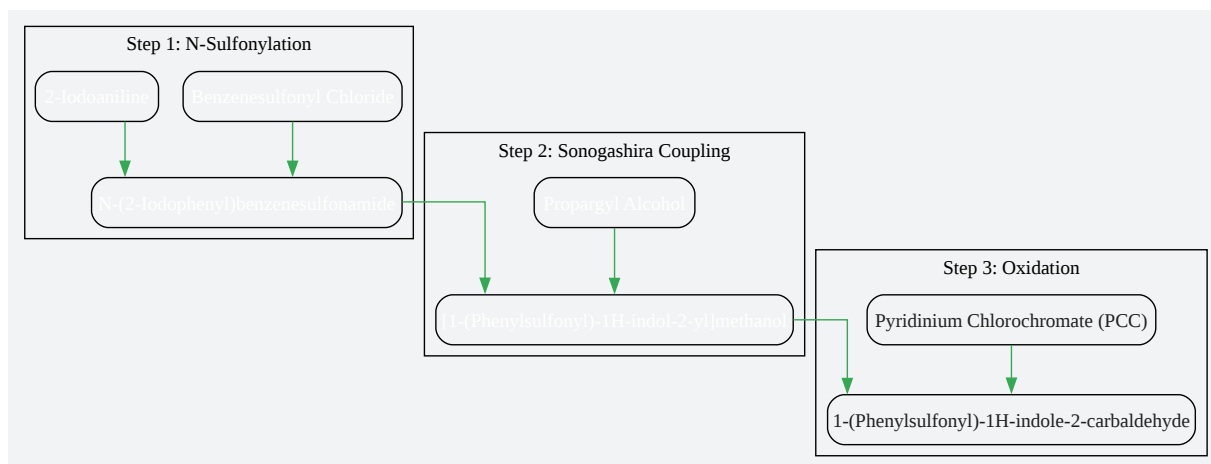 Step 1: N-Sulfonylation
2-Iodoaniline
Benzenesulfonyl Chloride
N-(2-Iodophenyl)benzenesulfonamide
Step 2: Sonogashira Coupling
Propargyl Alcohol
[1-(Phenylsulfonyl)-1H-indol-2-yl]methanol
Step 3: Oxidation
Pyridinium Chlorochromate (PCC)
1-(Phenylsulfonyl)-1H-indole-2-carbaldehyde